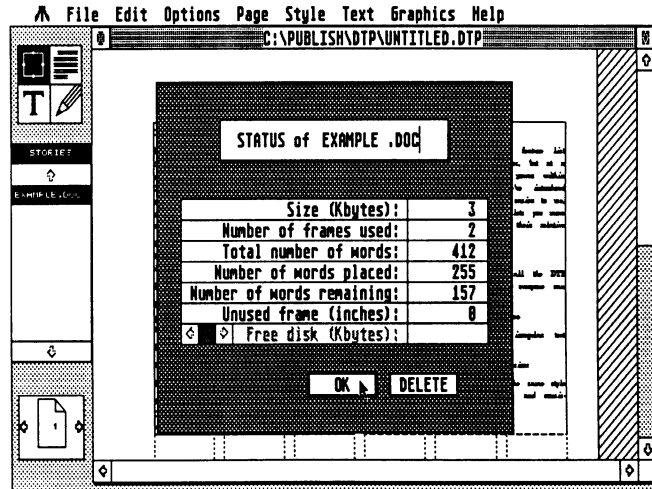 File Edit Options Page Style Text Graphics Help
C:\PUBLISH\DTP\UNTITLED.DTP
T
STORIES
EXAMPLE.DOC
1
STATUS of EXAMPLE .DOC
Size (Kbytes): 3
Number of frames used: 2
Total number of words: 412
Number of words placed: 255
Number of words remaining: 157
Unused frame (inches): 0
Free disk (Kbytes):
OK DELETE